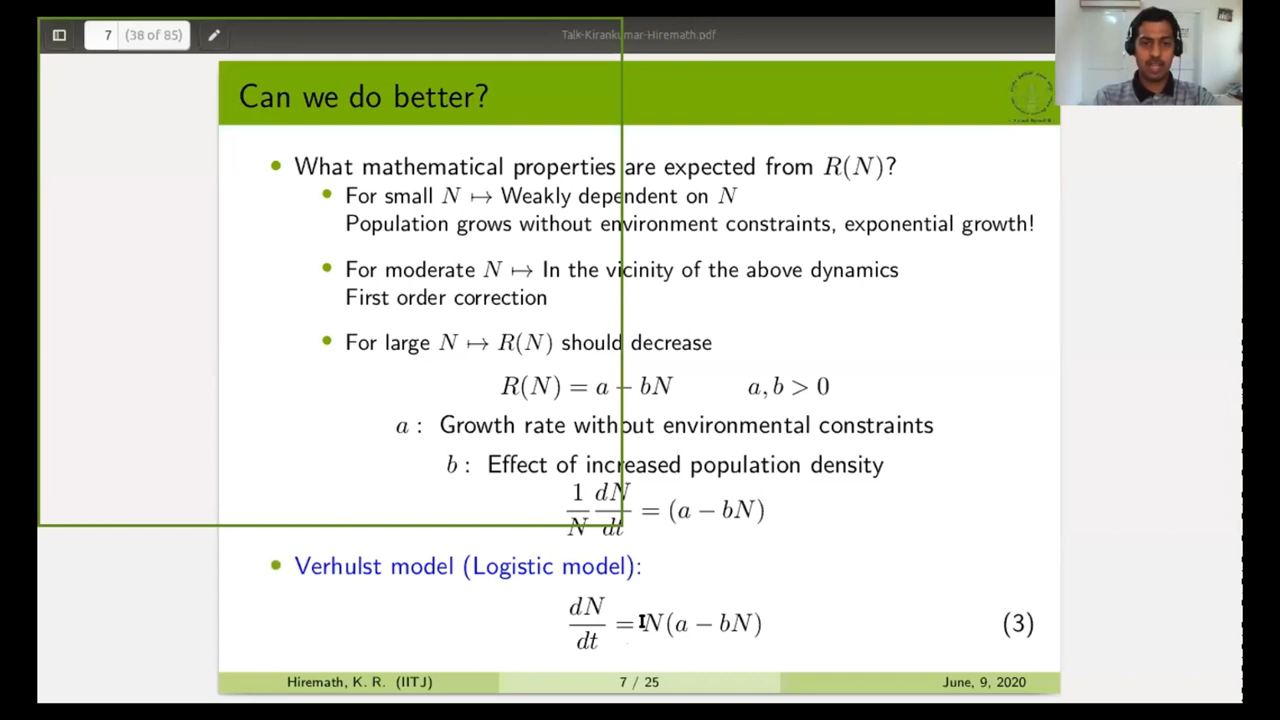 7 (38 of 85)
Talk-Kirankumar-Hiremath.pdf
Can we do better?
• What mathematical properties are expected from R(N)?
• For small N ↦ Weakly dependent on N
Population grows without environment constraints, exponential growth!
• For moderate N ↦ In the vicinity of the above dynamics
First order correction
• For large N ↦ R(N) should decrease
R(N) = a − bN a, b > 0
a : Growth rate without environmental constraints
b : Effect of increased population density
1/N dN/dt = (a − bN)
• Verhulst model (Logistic model):
dN/dt = N(a − bN) (3)
Hiremath, K. R. (IITJ) 7 / 25 June, 9, 2020